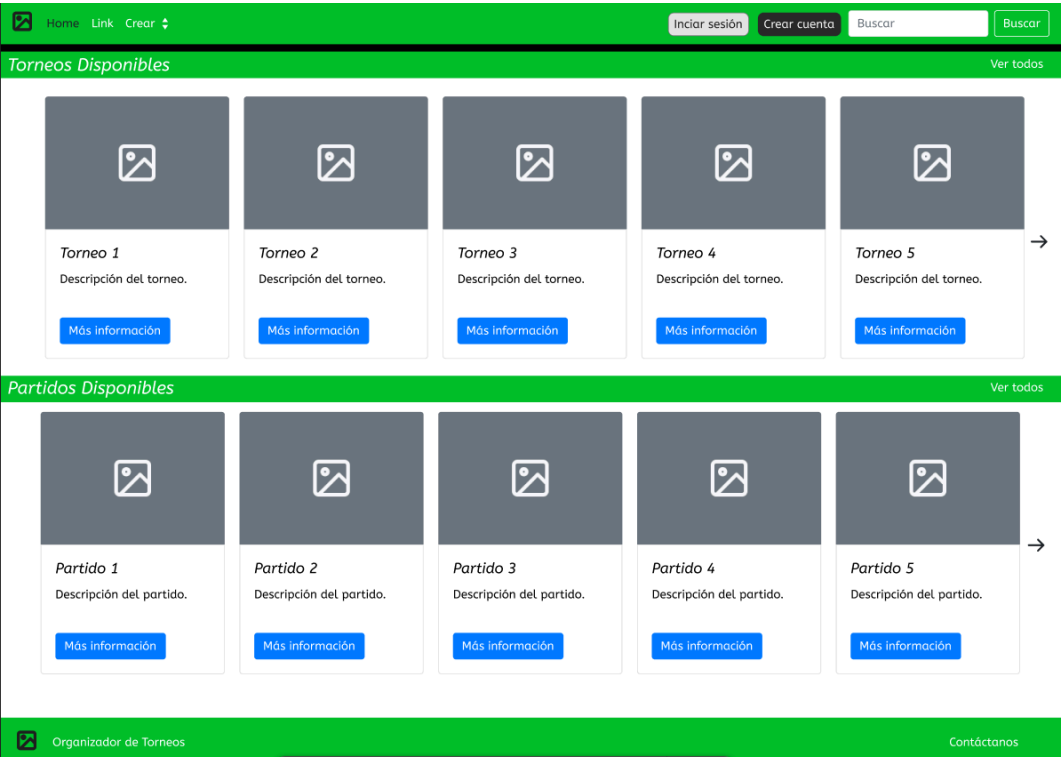 Home Link Crear Inciar sesión Crear cuenta Buscar Buscar
Torneos Disponibles Ver todos
Torneo 1 Torneo 2 Torneo 3 Torneo 4 Torneo 5
Descripción del torneo. Descripción del torneo. Descripción del torneo. Descripción del torneo. Descripción del torneo.
Más información Más información Más información Más información Más información
Partidos Disponibles Ver todos
Partido 1 Partido 2 Partido 3 Partido 4 Partido 5
Descripción del partido. Descripción del partido. Descripción del partido. Descripción del partido. Descripción del partido.
Más información Más información Más información Más información Más información
Organizador de Torneos Contáctanos